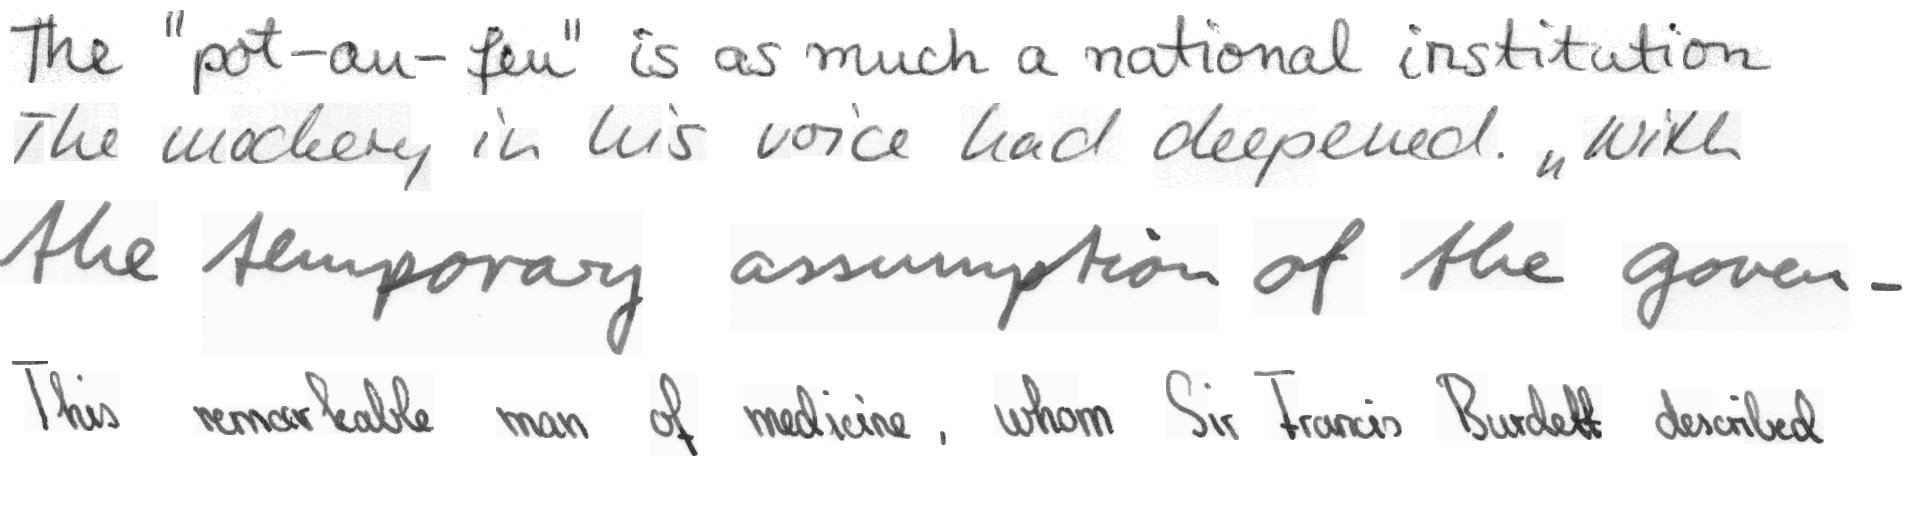 The "pot-au-feu" is as much a national institution
The mockery in his voice had deepened. „With
the temporary assumption of the goven-
This remarkable man of medicine, whom Sir Francis Burdett described